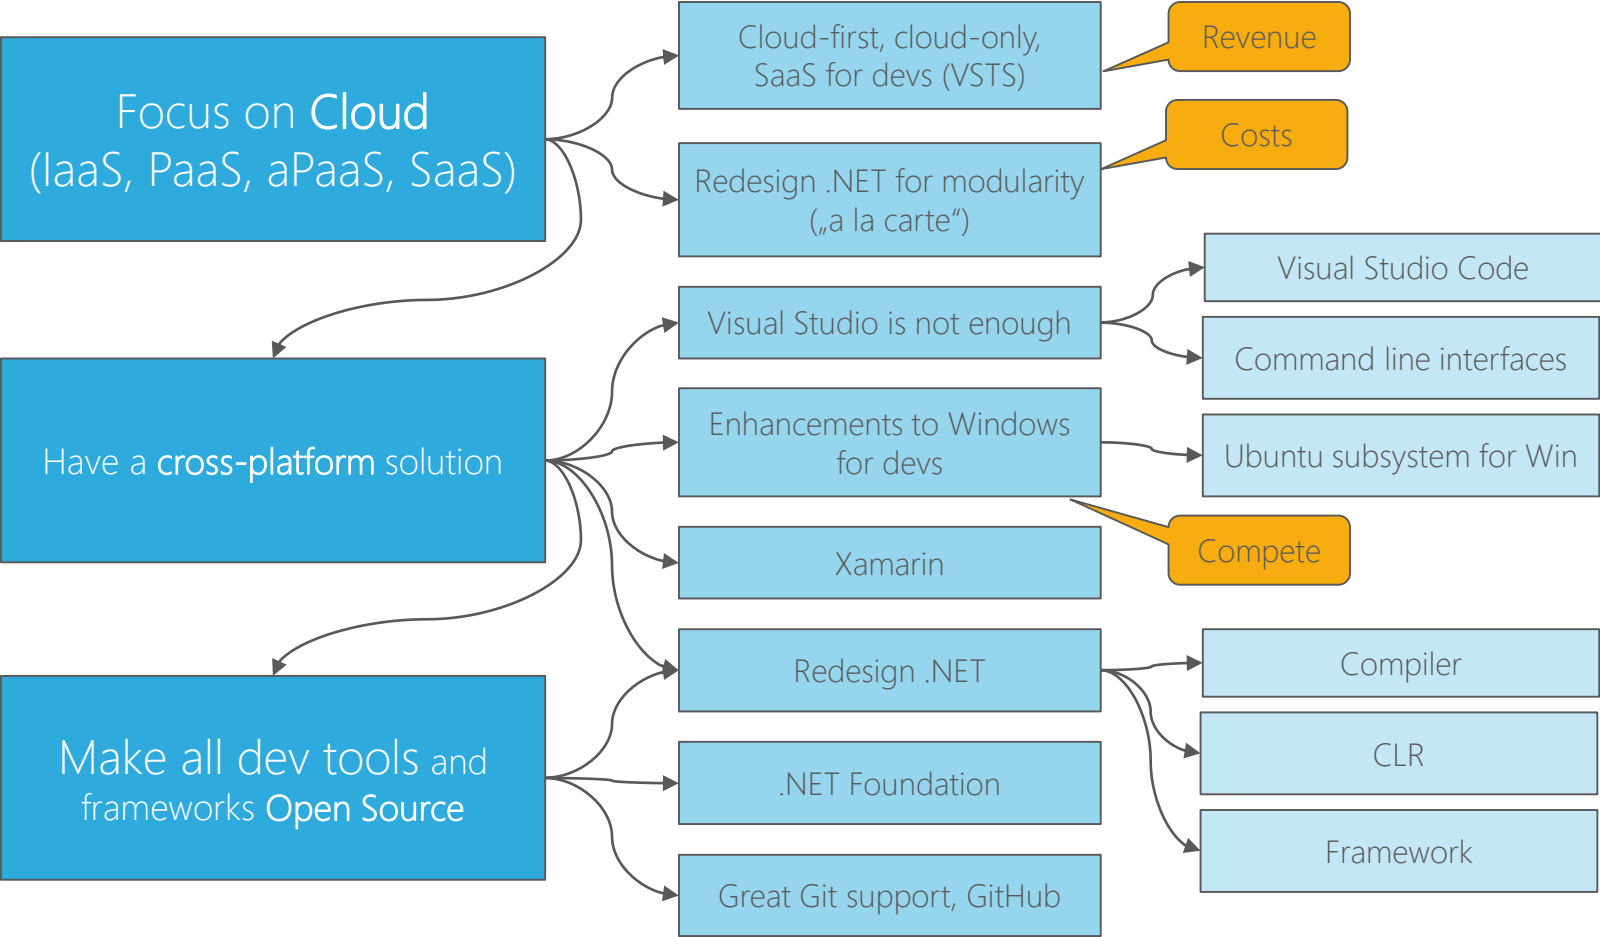 Focus on Cloud
(IaaS, PaaS, aPaaS, SaaS)
Cloud-first, cloud-only,
SaaS for devs (VSTS)
Revenue
Redesign .NET for modularity
(„a la carte“)
Costs
Have a cross-platform solution
Visual Studio is not enough
Visual Studio Code
Command line interfaces
Enhancements to Windows
for devs
Ubuntu subsystem for Win
Compete
Xamarin
Make all dev tools and
frameworks Open Source
Redesign .NET
Compiler
CLR
Framework
.NET Foundation
Great Git support, GitHub